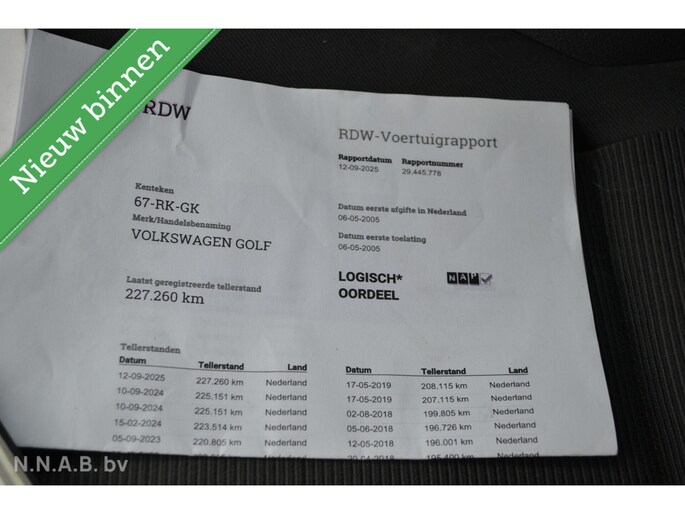 Nieuw binnen
RDW
RDW-Voertuigrapport
Rapportdatum Rapportnummer
12-09-2025 29.445.778
Kenteken
67-RK-GK
Merk/Handelsbenaming
VOLKSWAGEN GOLF
Datum eerste afgifte in Nederland
06-05-2005
Datum eerste toelating
06-05-2005
Laatst geregistreerde tellerstand
227.260 km
LOGISCH*
OORDEEL
NAP
Tellerstanden
Datum Tellerstand Land
12-09-2025 227.260 km Nederland
10-09-2024 225.151 km Nederland
10-09-2024 225.151 km Nederland
15-02-2024 223.514 km Nederland
05-09-2023 220.805 km Nederland
Datum Tellerstand Land
17-05-2019 208.115 km Nederland
17-05-2019 207.115 km Nederland
02-08-2018 199.805 km Nederland
05-06-2018 196.726 km Nederland
12-05-2018 196.001 km Nederland
N.N.A.B. bv